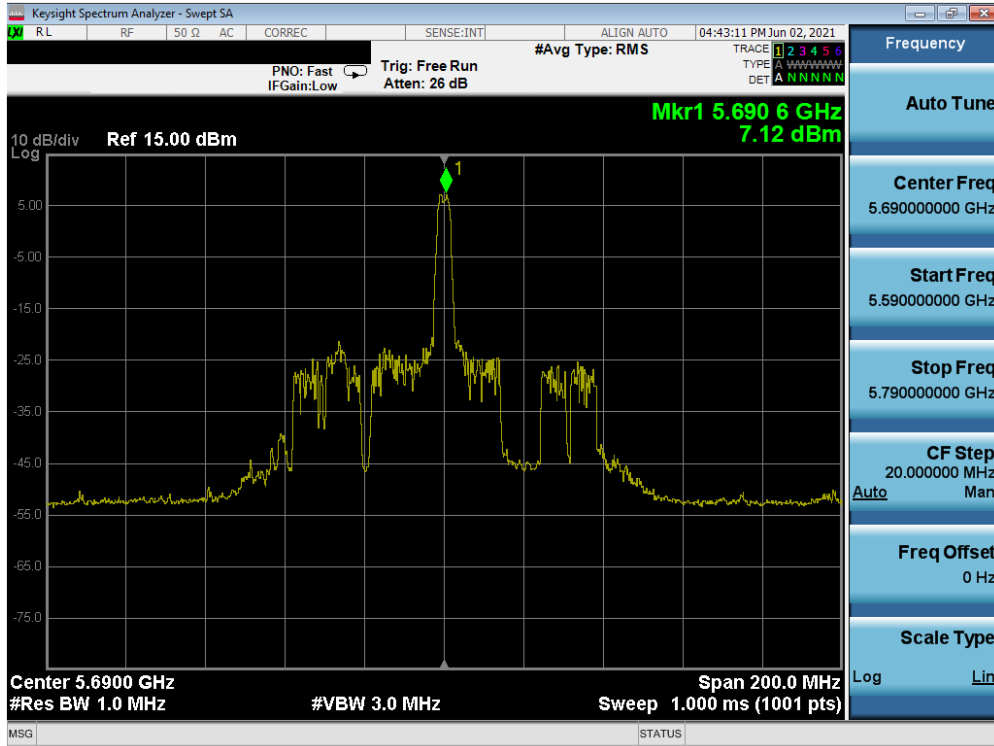 Keysight Spectrum Analyzer - Swept SA
LXI RL RF 50 Ω AC CORREC SENSE:INT ALIGN AUTO 04:43:11 PM Jun 02, 2021
#Avg Type: RMS
TRACE 1 2 3 4 5 6
PNO: Fast
Trig: Free Run
TYPE A WWWWW
IFGain:Low
Atten: 26 dB
DET A N N N N N
Mkr1 5.690 6 GHz
7.12 dBm
10 dB/div Ref 15.00 dBm
Log
1
5.00
-5.00
-15.0
-25.0
-35.0
-45.0
-55.0
-65.0
-75.0
Center 5.6900 GHz
Span 200.0 MHz
#Res BW 1.0 MHz
#VBW 3.0 MHz
Sweep 1.000 ms (1001 pts)
MSG
STATUS
Frequency
Auto Tune
Center Freq
5.690000000 GHz
Start Freq
5.590000000 GHz
Stop Freq
5.790000000 GHz
CF Step
20.000000 MHz
Auto Man
Freq Offset
0 Hz
Scale Type
Log Lin